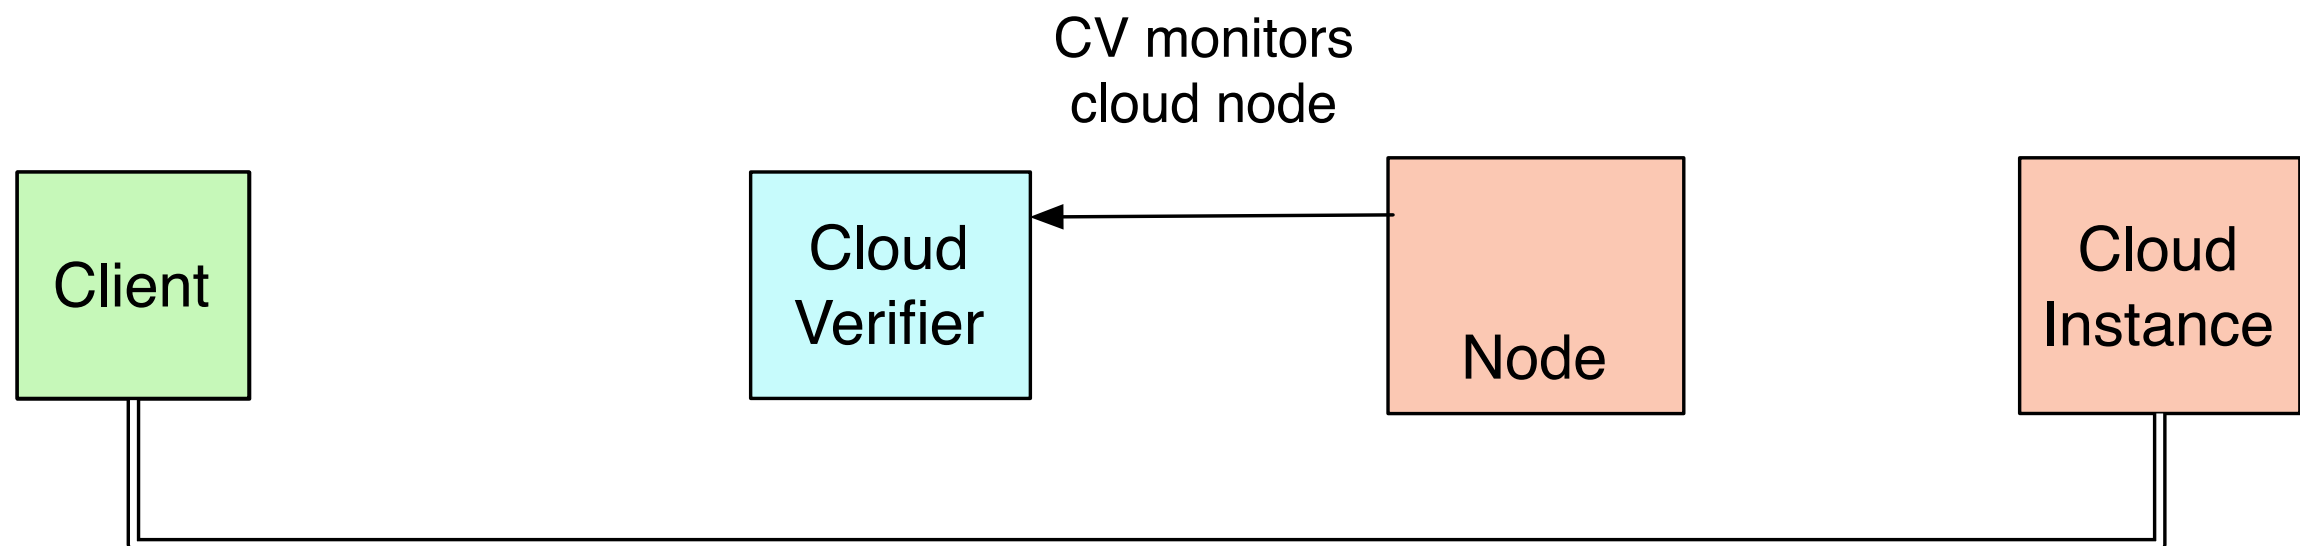 CV monitors
cloud node
Client
Cloud
Verifier
Node
Cloud
Instance